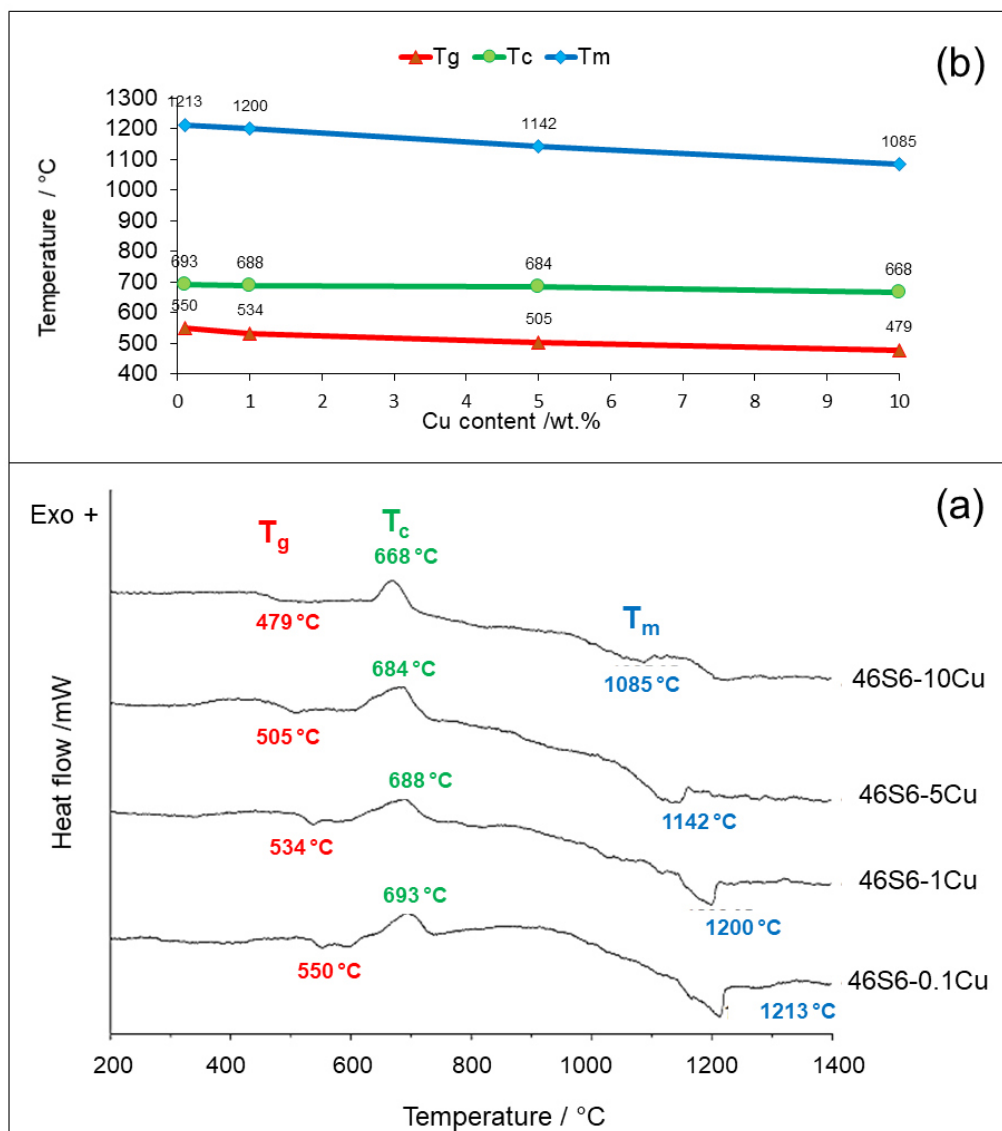 (b)
Tg Tc Tm
1300
1200
1100
1000
900
800
700
600
500
400
1213
1200
1142
1085
693
688
684
668
550
534
505
479
0 1 2 3 4 5 6 7 8 9 10
Temperature / °C
Cu content /wt.%
(a)
Exo +
Tg
Tc
668 °C
479 °C
Tm
1085 °C
46S6-10Cu
684 °C
505 °C
1142 °C
46S6-5Cu
688 °C
534 °C
1200 °C
46S6-1Cu
693 °C
550 °C
1213 °C
46S6-0.1Cu
Heat flow /mW
200 400 600 800 1000 1200 1400
Temperature / °C